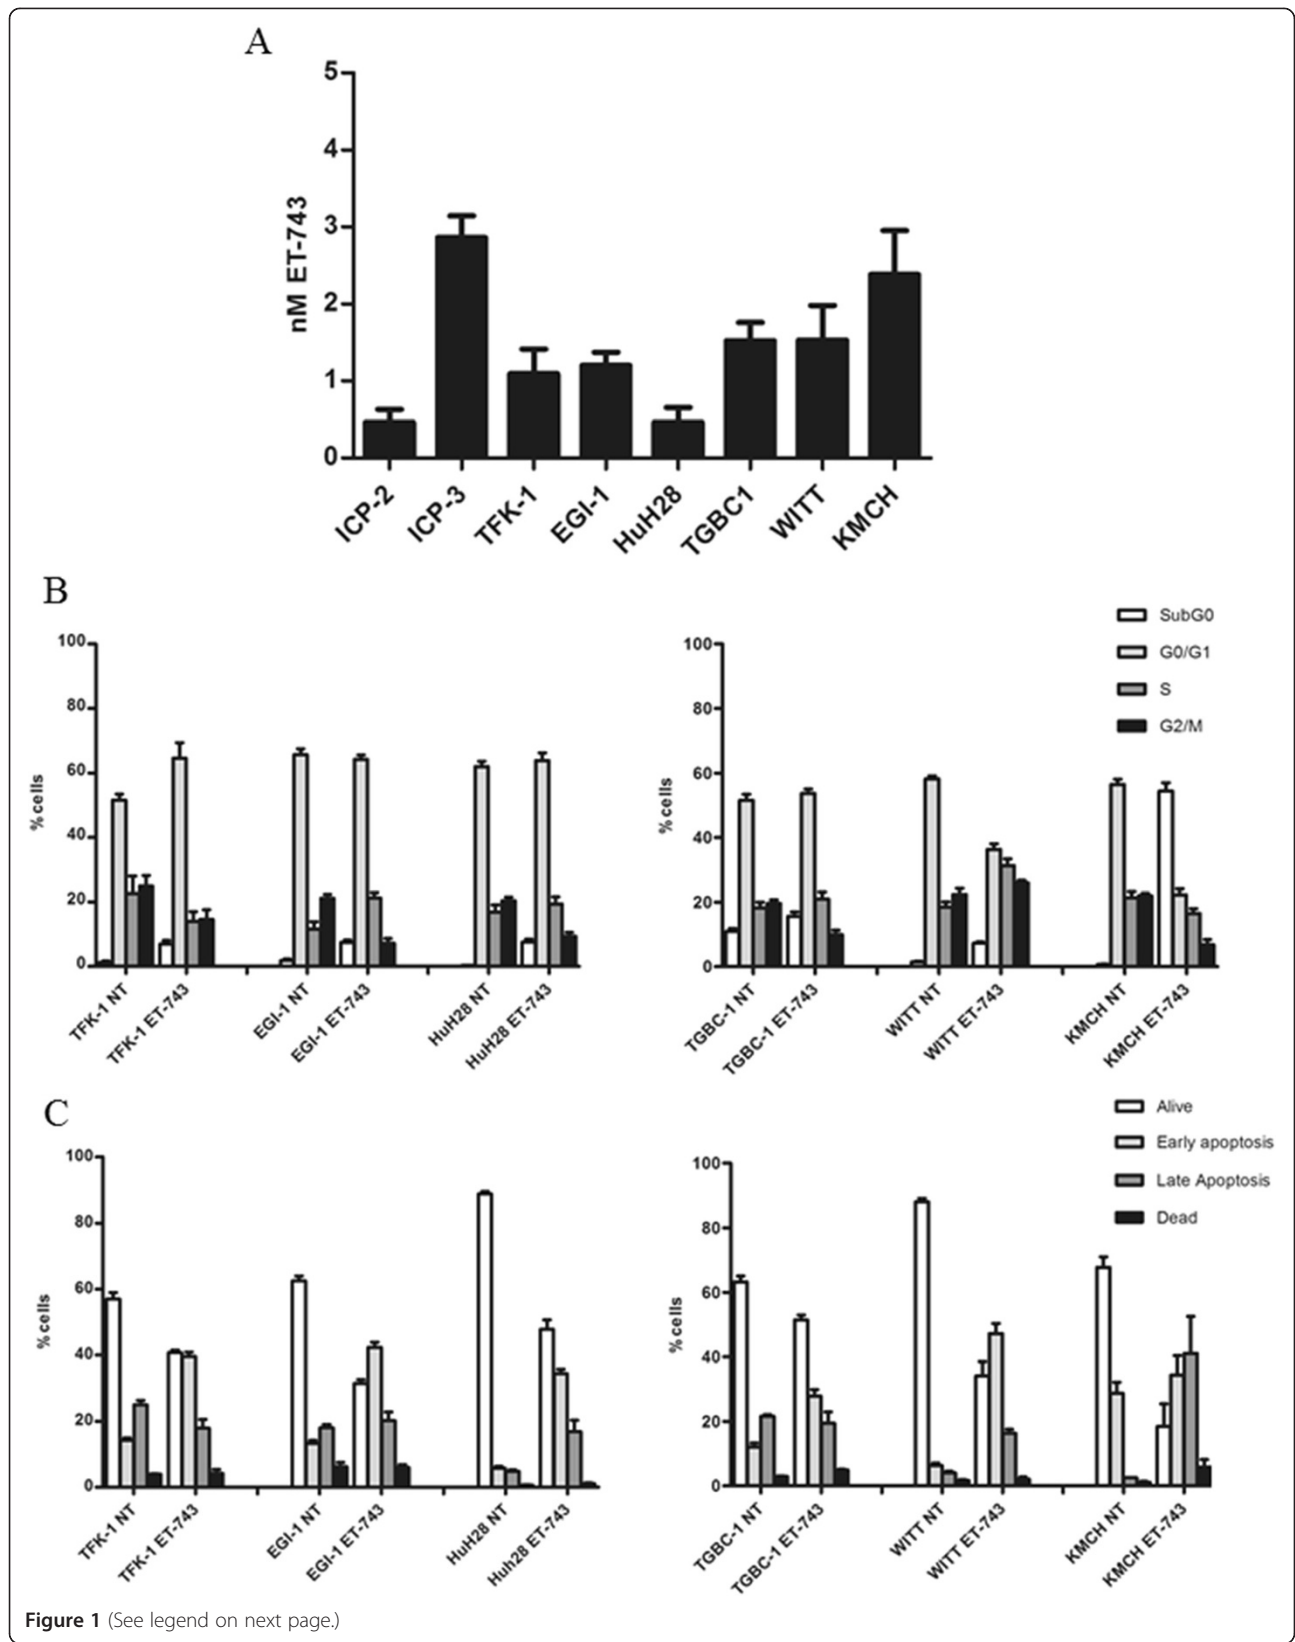 A
5
4
3
2
1
0
nM ET-743
ICP-2
ICP-3
TFK-1
EGI-1
HuH28
TGBC1
WITT
KMCH
B
SubG0
G0/G1
S
G2/M
100
80
60
40
20
0
% cells
TFK-1 NT
TFK-1 ET-743
EGI-1 NT
EGI-1 ET-743
HuH28 NT
HuH28 ET-743
100
80
60
40
20
0
% cells
TGBC-1 NT
TGBC-1 ET-743
WITT NT
WITT ET-743
KMCH NT
KMCH ET-743
C
Alive
Early apoptosis
Late Apoptosis
Dead
100
80
60
40
20
0
% cells
TFK-1 NT
TFK-1 ET-743
EGI-1 NT
EGI-1 ET-743
HuH28 NT
Huh28 ET-743
100
80
60
40
20
0
% cells
TGBC-1 NT
TGBC-1 ET-743
WITT NT
WITT ET-743
KMCH NT
KMCH ET-743
Figure 1 (See legend on next page.)